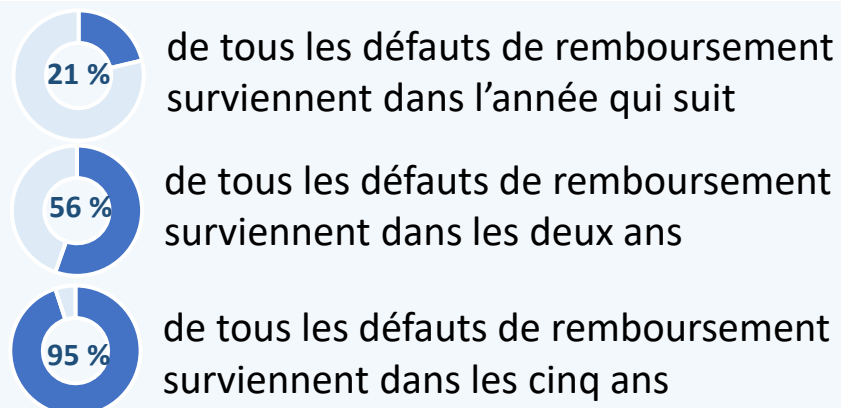 21 %
de tous les défauts de remboursement
surviennent dans l'année qui suit
56 %
de tous les défauts de remboursement
surviennent dans les deux ans
95 %
de tous les défauts de remboursement
surviennent dans les cinq ans